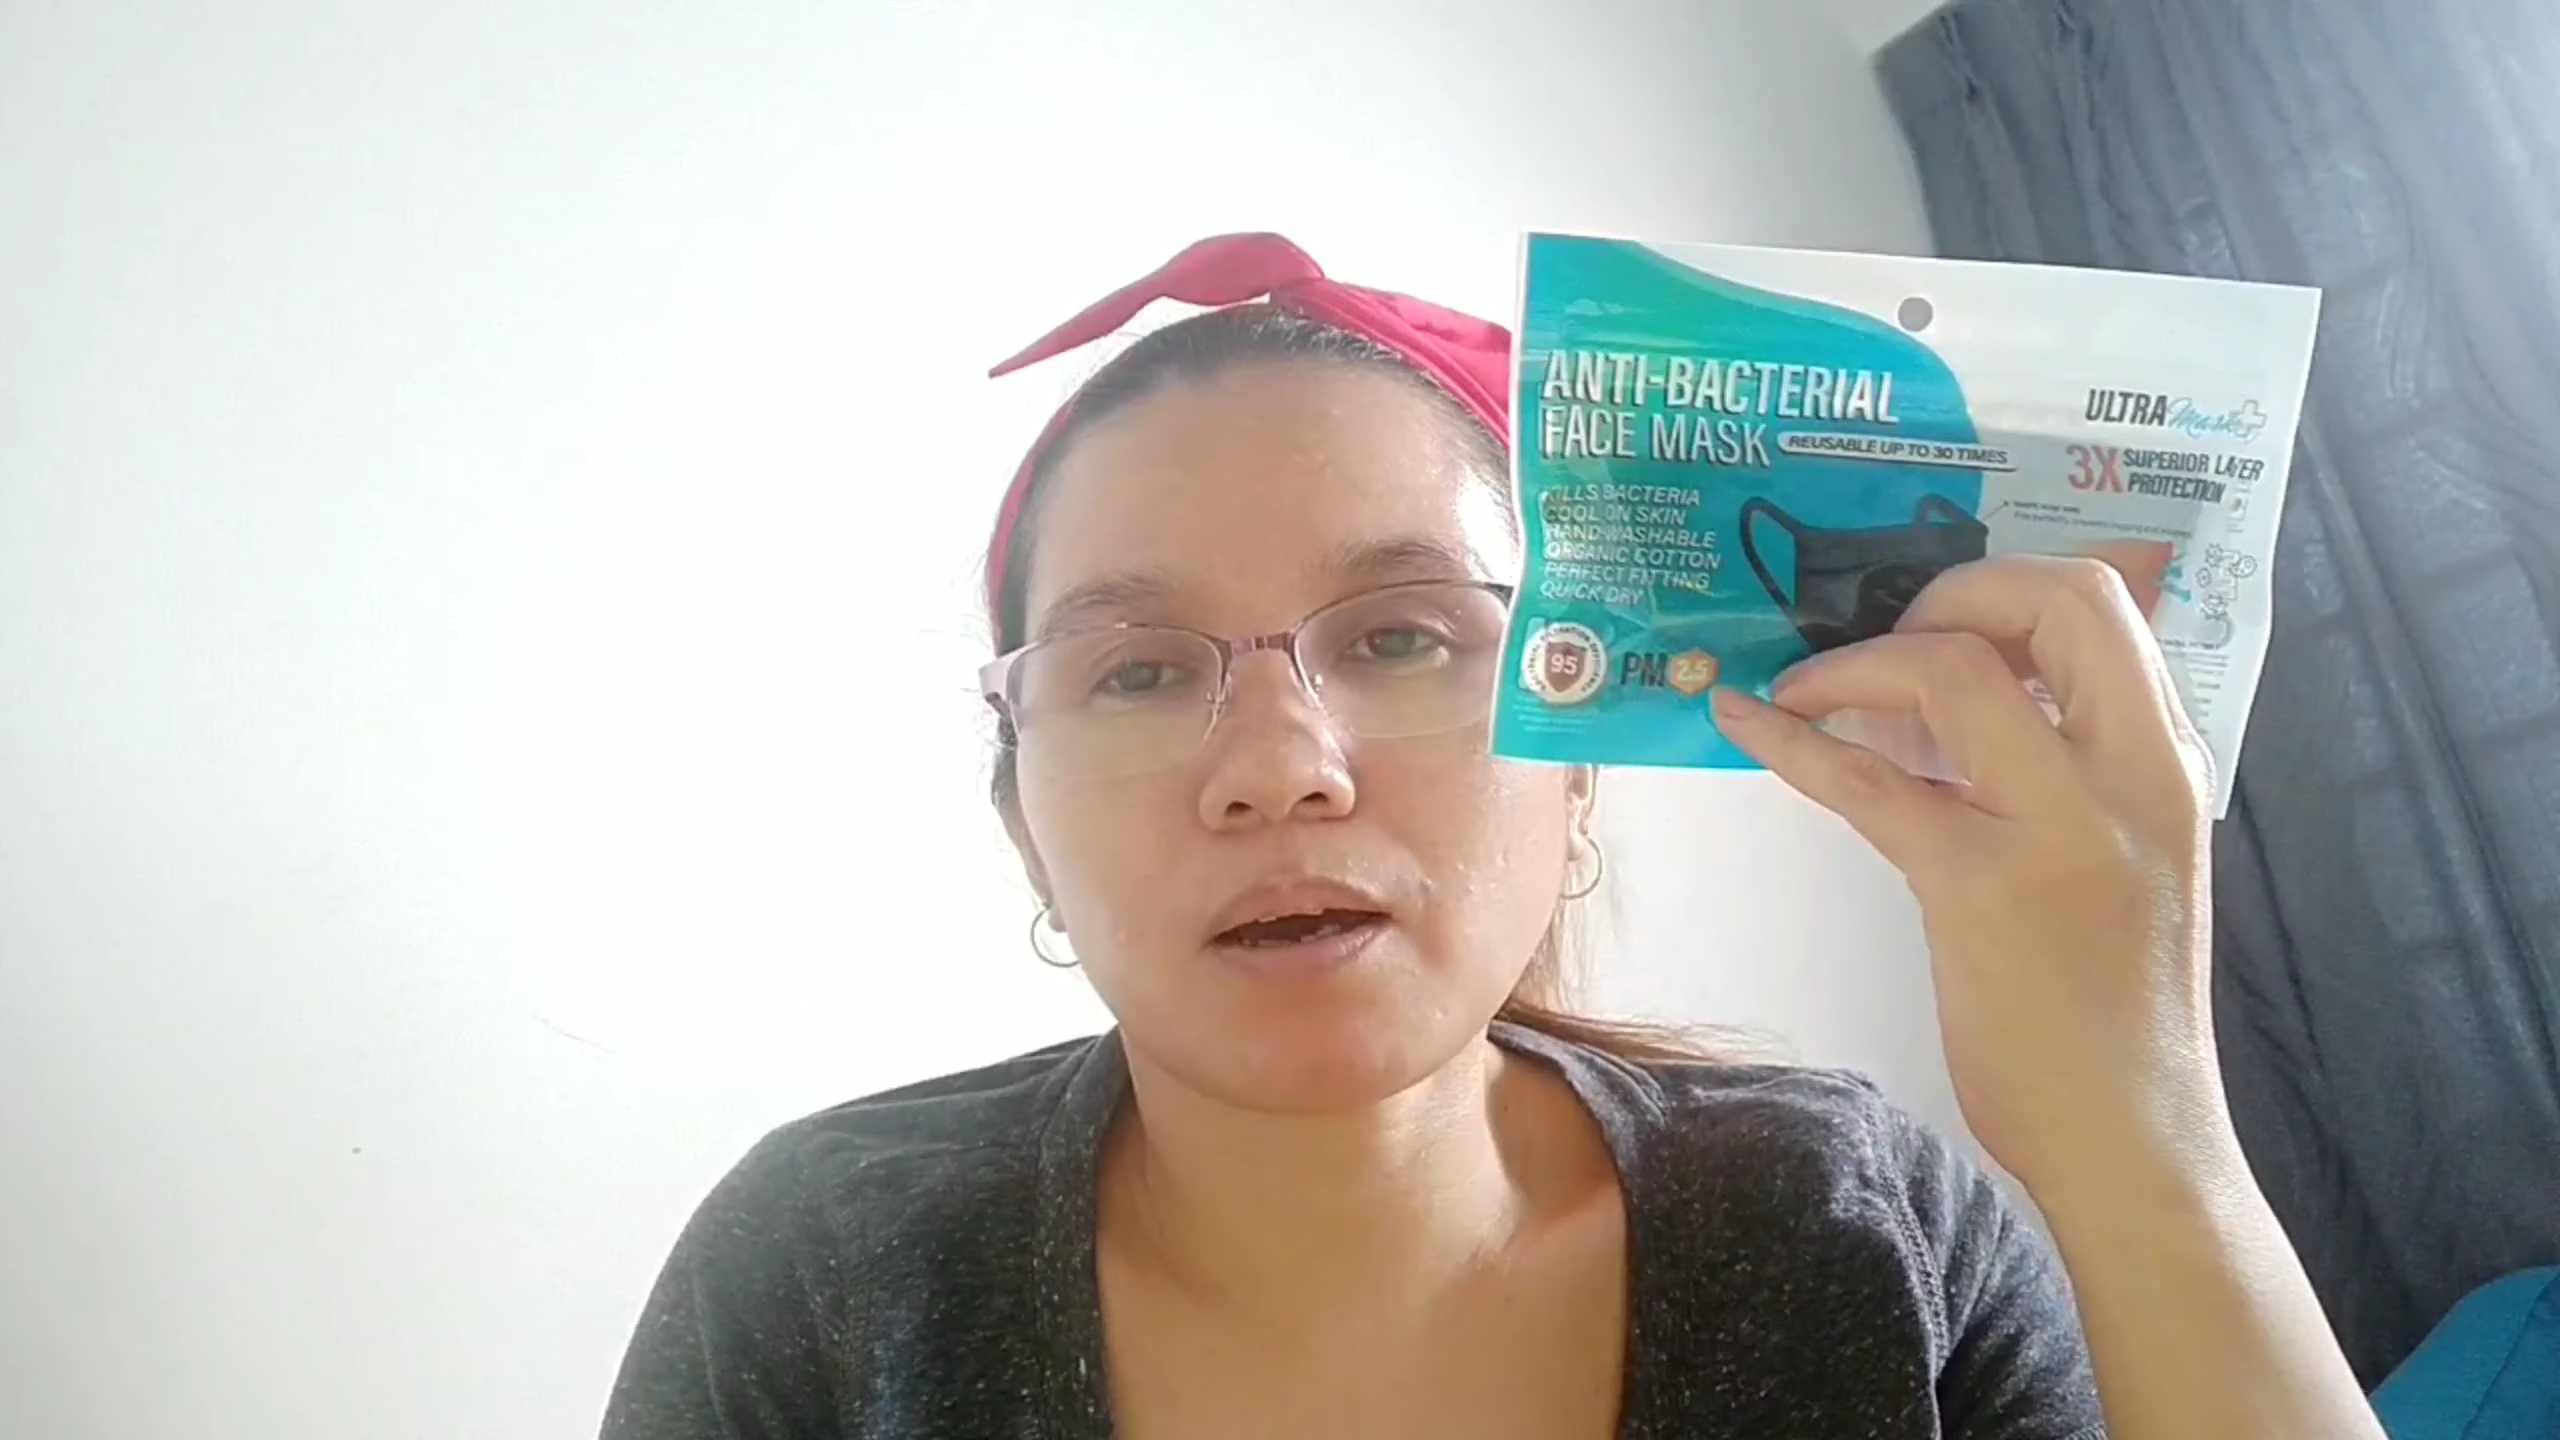 ANTI-BACTERIAL
FACE MASK
REUSABLE UP TO 30 TIMES
KILLS BACTERIA
COOL ON SKIN
HAND-WASHABLE
ORGANIC COTTON
PERFECT FITTING
QUICK DRY
95
PM 2.5
ULTRA Mask
3X SUPERIOR LAYER
PROTECTION